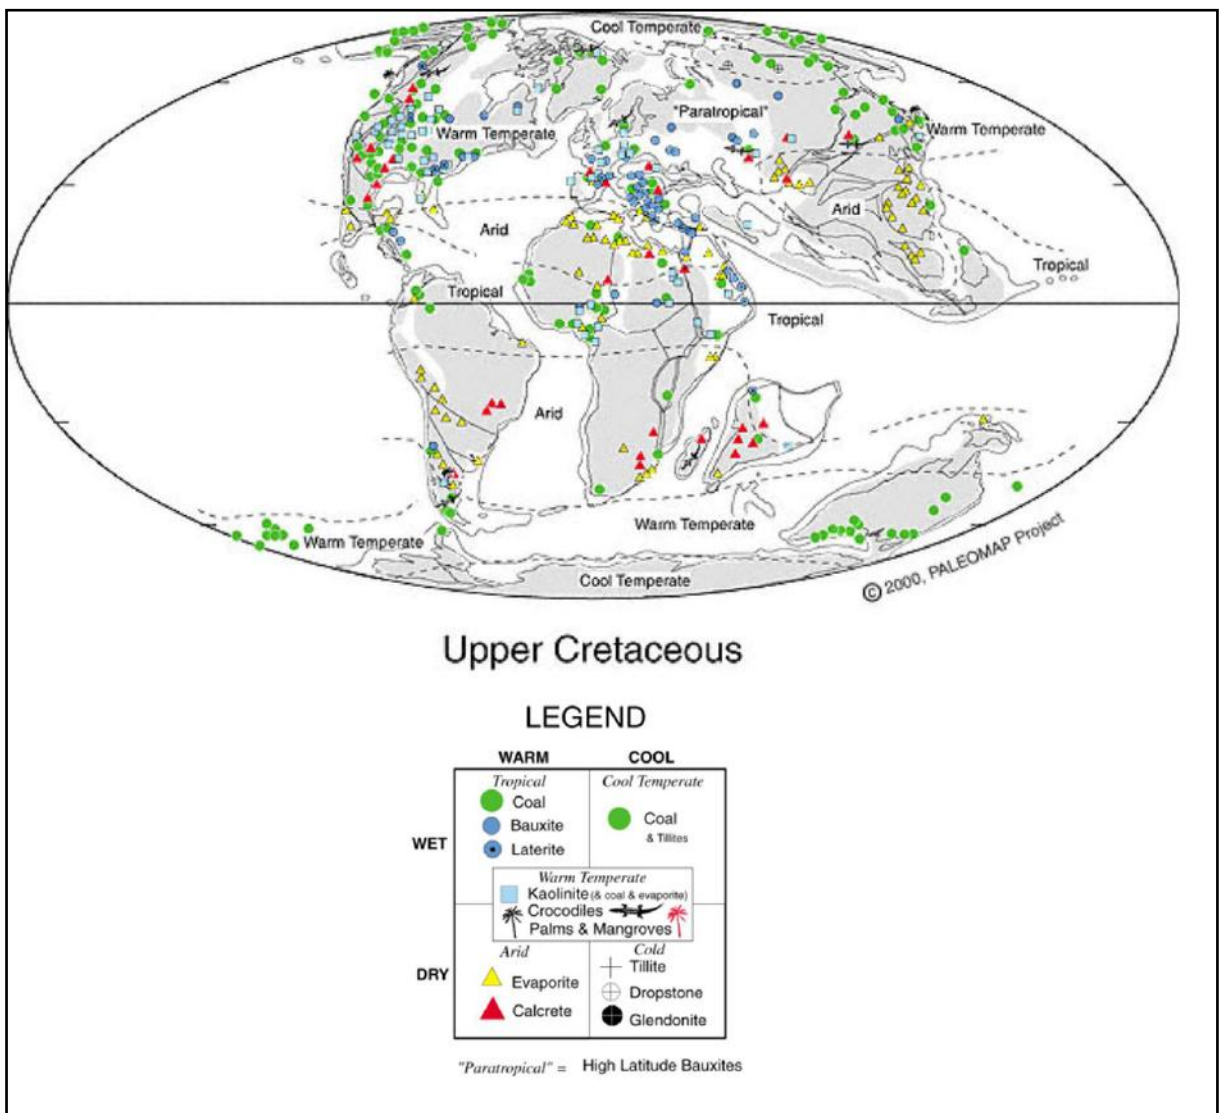 Cool Temperate
"Paratropical"
Warm Temperate
Warm Temperate
Arid
Arid
Tropical
Tropical
Tropical
Arid
Warm Temperate
Warm Temperate
Cool Temperate
© 2000, PALEOMAP Project
Upper Cretaceous
LEGEND
WARM COOL
Tropical Cool Temperate
Coal
Bauxite
Laterite
Coal
& Tillites
WET
Warm Temperate
Kaolinite (& coal & evaporite)
Crocodiles
Palms & Mangroves
DRY
Arid
Evaporite
Calcrete
Cold
Tillite
Dropstone
Glendonite
"Paratropical" = High Latitude Bauxites